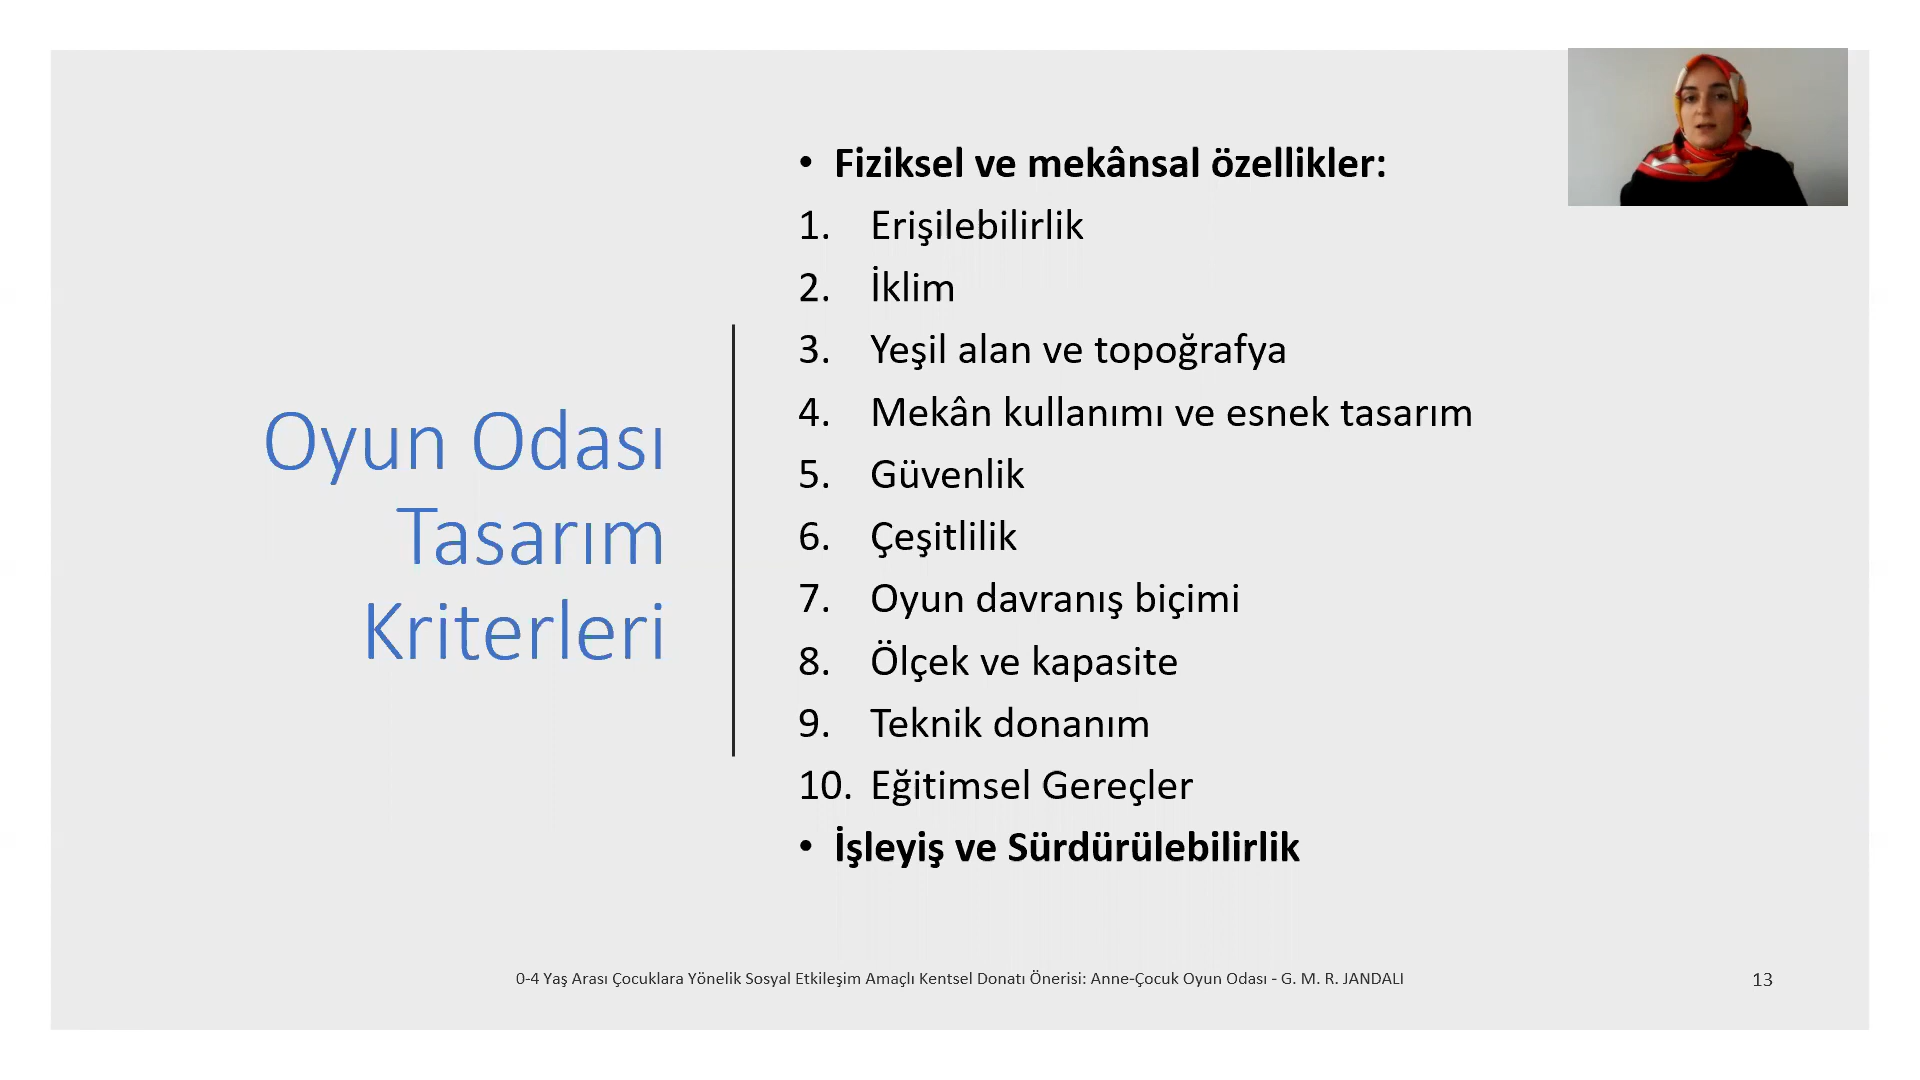 Oyun Odası
Tasarım
Kriterleri
• Fiziksel ve mekânsal özellikler:
1. Erişilebilirlik
2. İklim
3. Yeşil alan ve topoğrafya
4. Mekân kullanımı ve esnek tasarım
5. Güvenlik
6. Çeşitlilik
7. Oyun davranış biçimi
8. Ölçek ve kapasite
9. Teknik donanım
10. Eğitimsel Gereçler
• İşleyiş ve Sürdürülebilirlik
0-4 Yaş Arası Çocuklara Yönelik Sosyal Etkileşim Amaçlı Kentsel Donatı Önerisi: Anne-Çocuk Oyun Odası - G. M. R. JANDALI
13